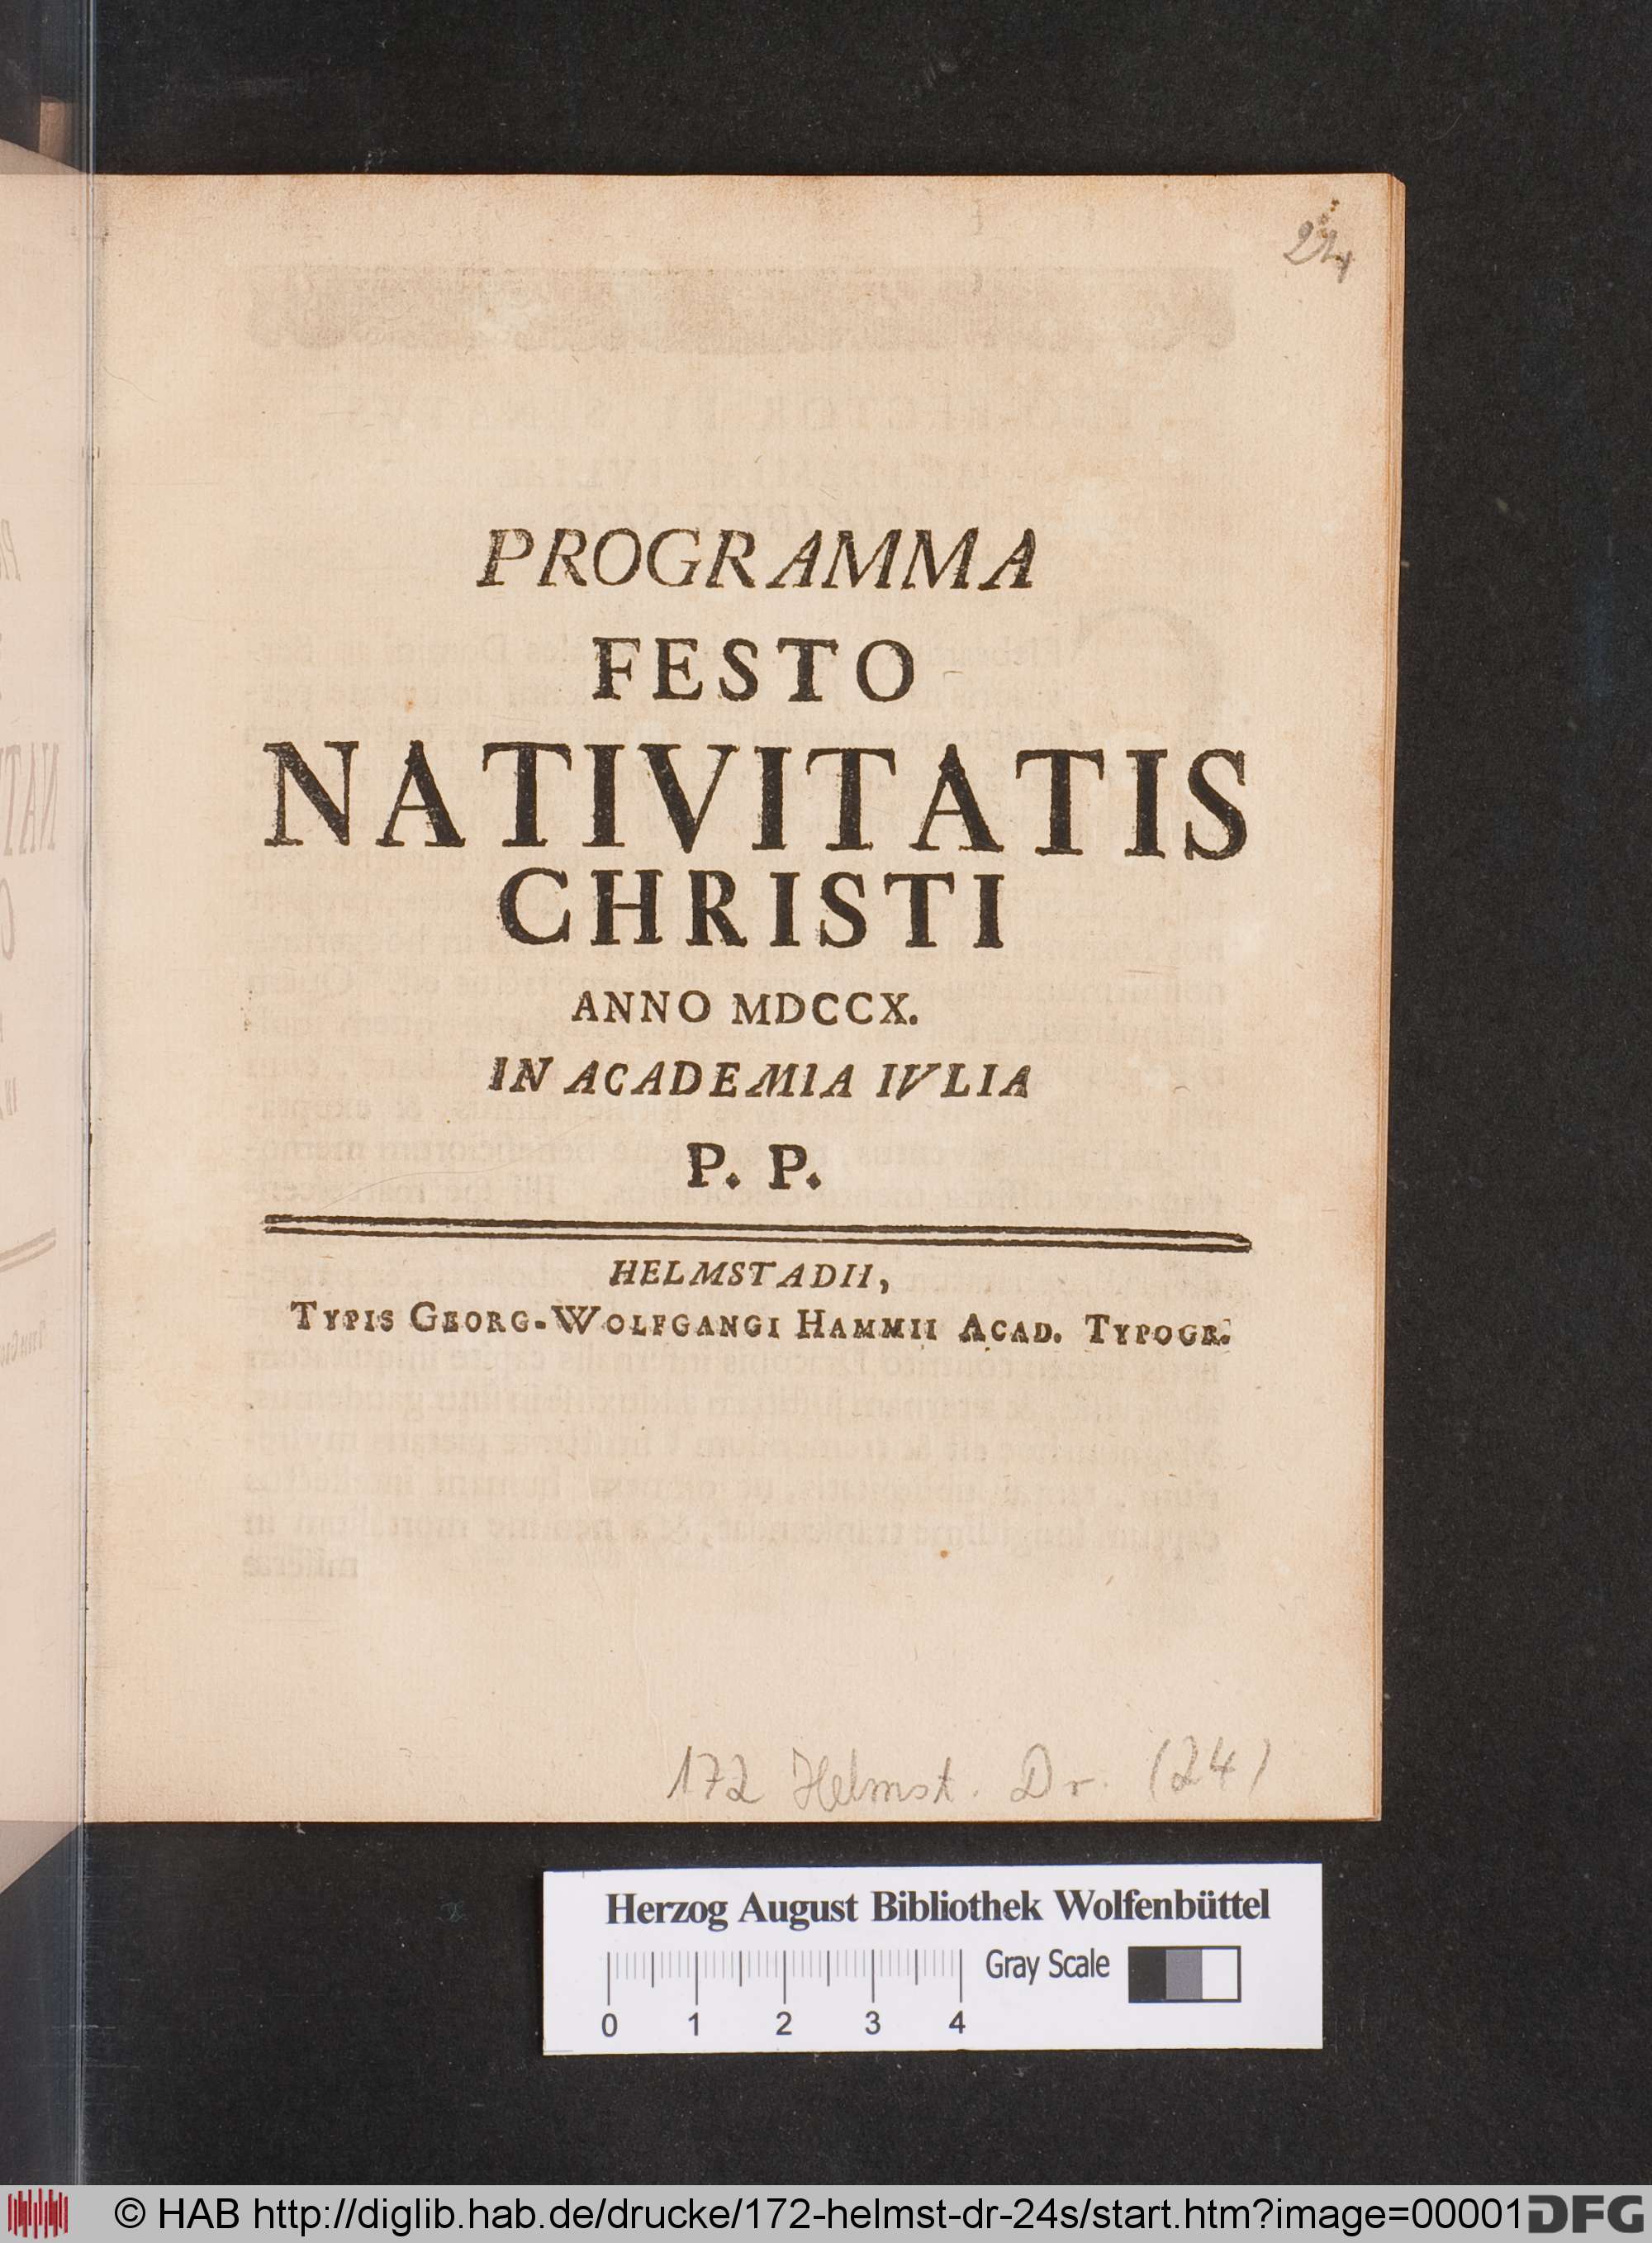 24
PROGRAMMA
FESTO
NATIVITATIS
CHRISTI
ANNO MDCCX.
IN ACADEMIA IVLIA
P. P.
HELMSTADII,
TYPIS GEORG-WOLFGANGI HAMMII ACAD. TYPOGR.
172 Helmst. Dr. (24)
Herzog August Bibliothek Wolfenbüttel
Gray Scale
0 1 2 3 4
© HAB http://diglib.hab.de/drucke/172-helmst-dr-24s/start.htm?image=00001
DFG